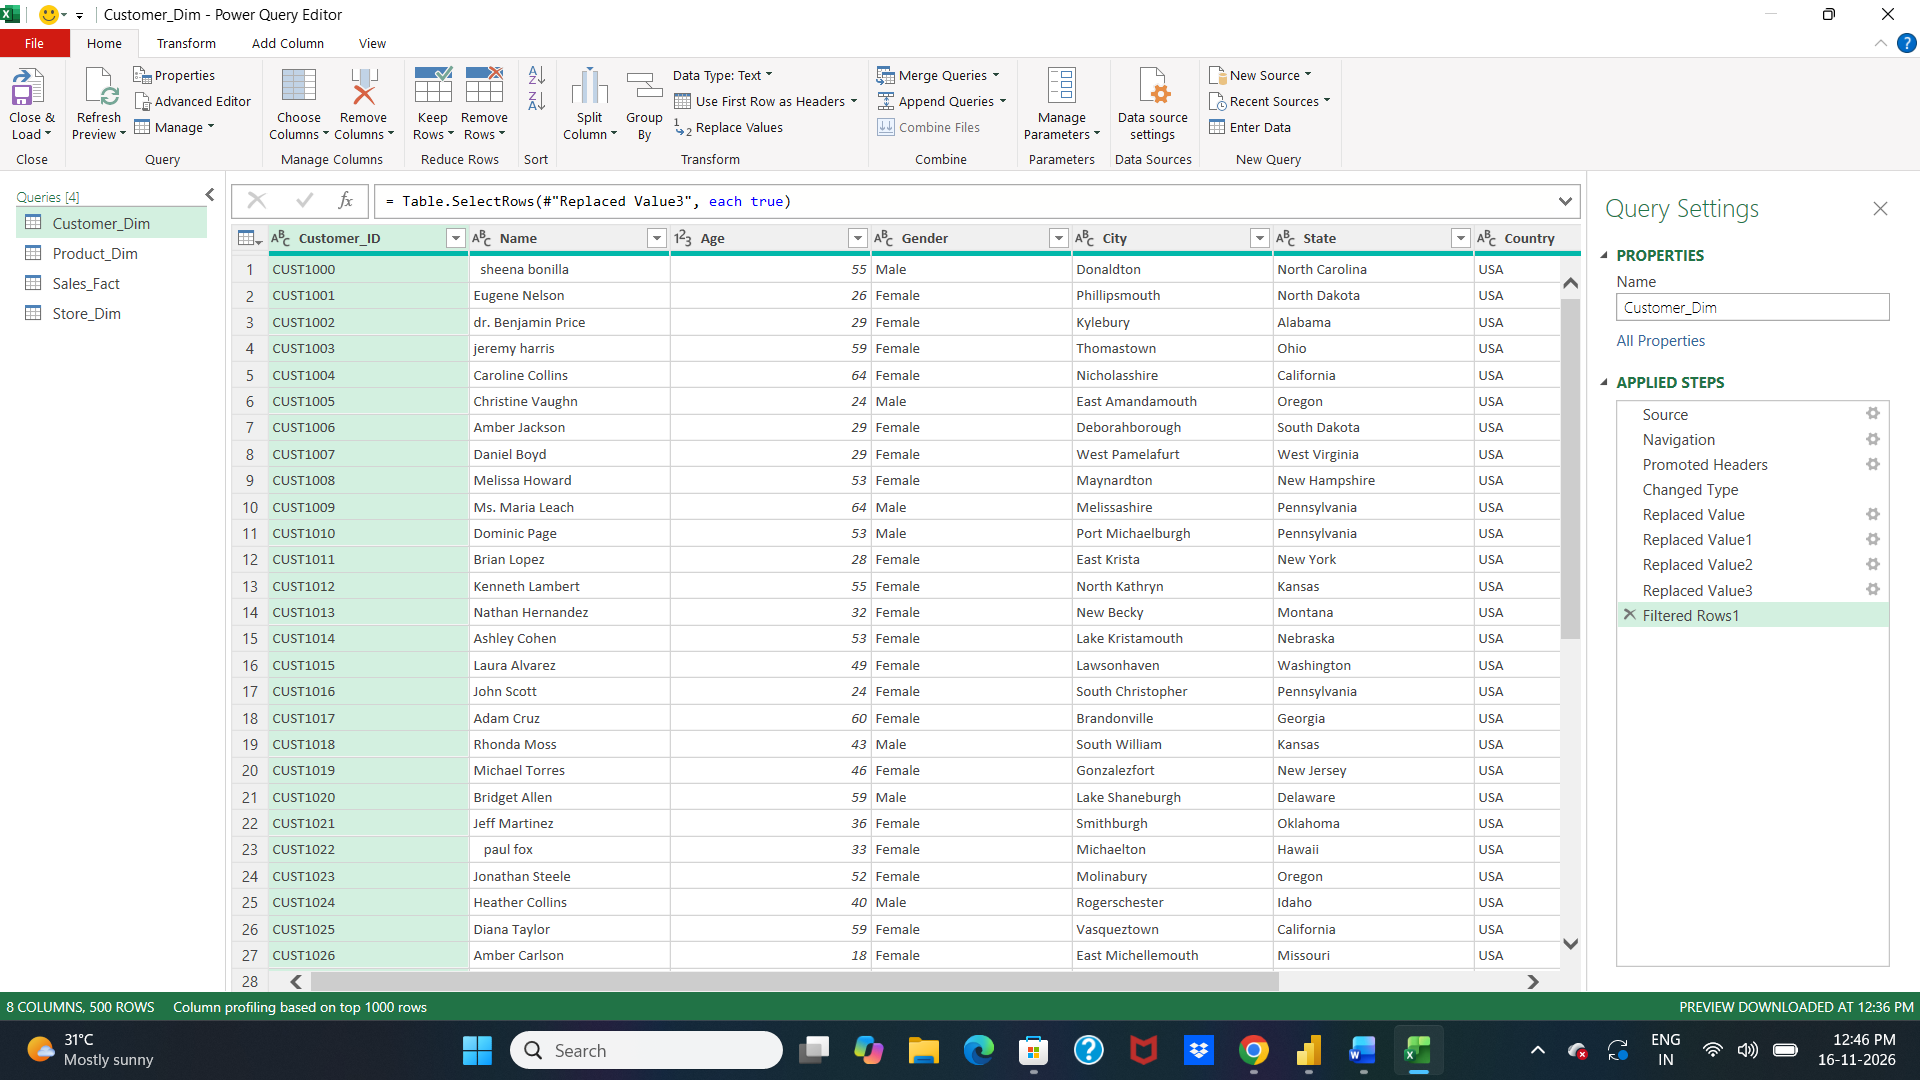 Customer_Dim - Power Query Editor
File Home Transform Add Column View
Close & Load
Close
Refresh Preview
Properties
Advanced Editor
Manage
Query
Choose Columns
Remove Columns
Manage Columns
Keep Rows
Remove Rows
Reduce Rows
Sort
Split Column
Group By
Data Type: Text
Use First Row as Headers
Replace Values
Transform
Merge Queries
Append Queries
Combine Files
Combine
Manage Parameters
Parameters
Data source settings
Data Sources
New Source
Recent Sources
Enter Data
New Query
Queries [4]
Customer_Dim
Product_Dim
Sales_Fact
Store_Dim
fx = Table.SelectRows(#"Replaced Value3", each true)
Customer_ID Name Age Gender City State Country
1 CUST1000 sheena bonilla 55 Male Donaldton North Carolina USA
2 CUST1001 Eugene Nelson 26 Female Phillipsmouth North Dakota USA
3 CUST1002 dr. Benjamin Price 29 Female Kylebury Alabama USA
4 CUST1003 jeremy harris 59 Female Thomastown Ohio USA
5 CUST1004 Caroline Collins 64 Female Nicholasshire California USA
6 CUST1005 Christine Vaughn 24 Male East Amandamouth Oregon USA
7 CUST1006 Amber Jackson 29 Female Deborahborough South Dakota USA
8 CUST1007 Daniel Boyd 29 Female West Pamelafurt West Virginia USA
9 CUST1008 Melissa Howard 53 Female Maynardton New Hampshire USA
10 CUST1009 Ms. Maria Leach 64 Male Melissashire Pennsylvania USA
11 CUST1010 Dominic Page 53 Male Port Michaelburgh Pennsylvania USA
12 CUST1011 Brian Lopez 28 Female East Krista New York USA
13 CUST1012 Kenneth Lambert 55 Female North Kathryn Kansas USA
14 CUST1013 Nathan Hernandez 32 Female New Becky Montana USA
15 CUST1014 Ashley Cohen 53 Female Lake Kristamouth Nebraska USA
16 CUST1015 Laura Alvarez 49 Female Lawsonhaven Washington USA
17 CUST1016 John Scott 24 Female South Christopher Pennsylvania USA
18 CUST1017 Adam Cruz 60 Female Brandonville Georgia USA
19 CUST1018 Rhonda Moss 43 Male South William Kansas USA
20 CUST1019 Michael Torres 46 Female Gonzalezfort New Jersey USA
21 CUST1020 Bridget Allen 59 Male Lake Shaneburgh Delaware USA
22 CUST1021 Jeff Martinez 36 Female Smithburgh Oklahoma USA
23 CUST1022 paul fox 33 Female Michaelton Hawaii USA
24 CUST1023 Jonathan Steele 52 Female Molinabury Oregon USA
25 CUST1024 Heather Collins 40 Male Rogerschester Idaho USA
26 CUST1025 Diana Taylor 59 Female Vasqueztown California USA
27 CUST1026 Amber Carlson 18 Female East Michellemouth Missouri USA
28
Query Settings
PROPERTIES
Name
Customer_Dim
All Properties
APPLIED STEPS
Source
Navigation
Promoted Headers
Changed Type
Replaced Value
Replaced Value1
Replaced Value2
Replaced Value3
Filtered Rows1
8 COLUMNS, 500 ROWS Column profiling based on top 1000 rows PREVIEW DOWNLOADED AT 12:36 PM
31°C
Mostly sunny
Search
ENG
IN
12:46 PM
16-11-2026